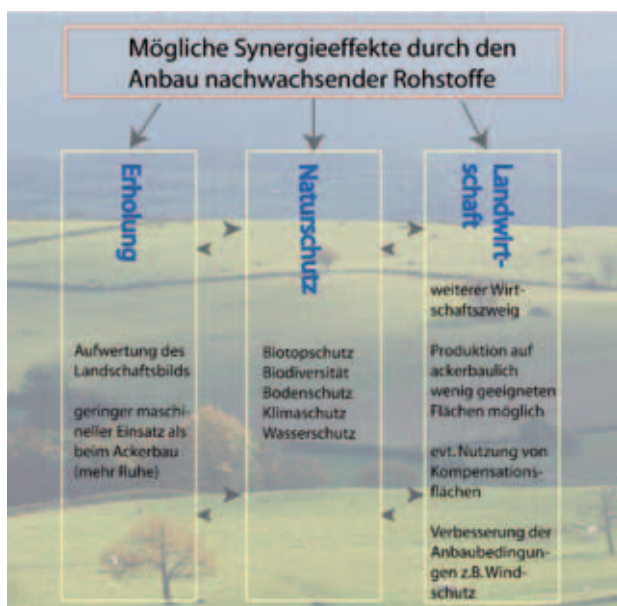 Mögliche Synergieeffekte durch den
Anbau nachwachsender Rohstoffe
Erholung
Aufwertung des
Landschaftsbilds
geringer maschi-
neller Einsatz als
beim Ackerbau
(mehr Ruhe)
Naturschutz
Biotopschutz
Biodiversität
Bodenschutz
Klimaschutz
Wasserschutz
Landwirt-
schaft
weiterer Wirt-
schaftszweig
Produktion auf
ackerbaulich
wenig geeigneten
Flächen möglich
evt. Nutzung von
Kompensations-
flächen
Verbesserung der
Anbaubedingun-
gen z.B. Wind-
schutz